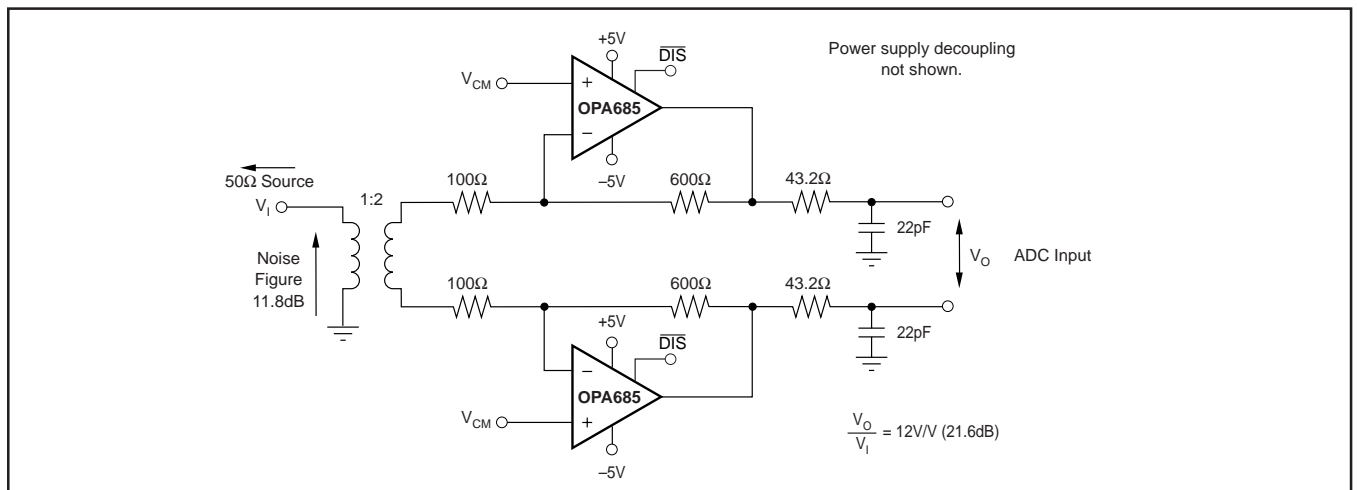 Power supply decoupling
not shown.
+5V
DIS
V_CM
+
OPA685
−
−5V
50Ω Source
1:2
100Ω
600Ω
43.2Ω
V_I
22pF
Noise
Figure
11.8dB
V_O
ADC Input
100Ω
600Ω
43.2Ω
+5V
DIS
22pF
−
OPA685
V_CM
+
V_O
V_I
= 12V/V (21.6dB)
–5V